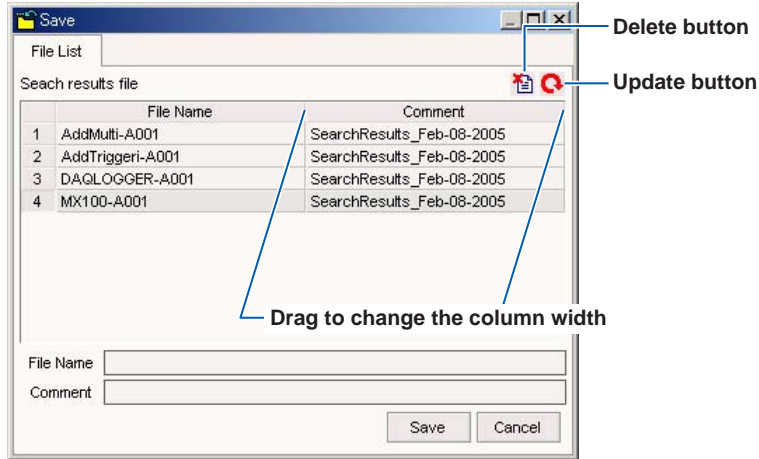 Save
Delete button
File List
Seach results file
Update button
File Name Comment
1 AddMulti-A001 SearchResults_Feb-08-2005
2 AddTriggeri-A001 SearchResults_Feb-08-2005
3 DAQLOGGER-A001 SearchResults_Feb-08-2005
4 MX100-A001 SearchResults_Feb-08-2005
Drag to change the column width
File Name
Comment
Save Cancel